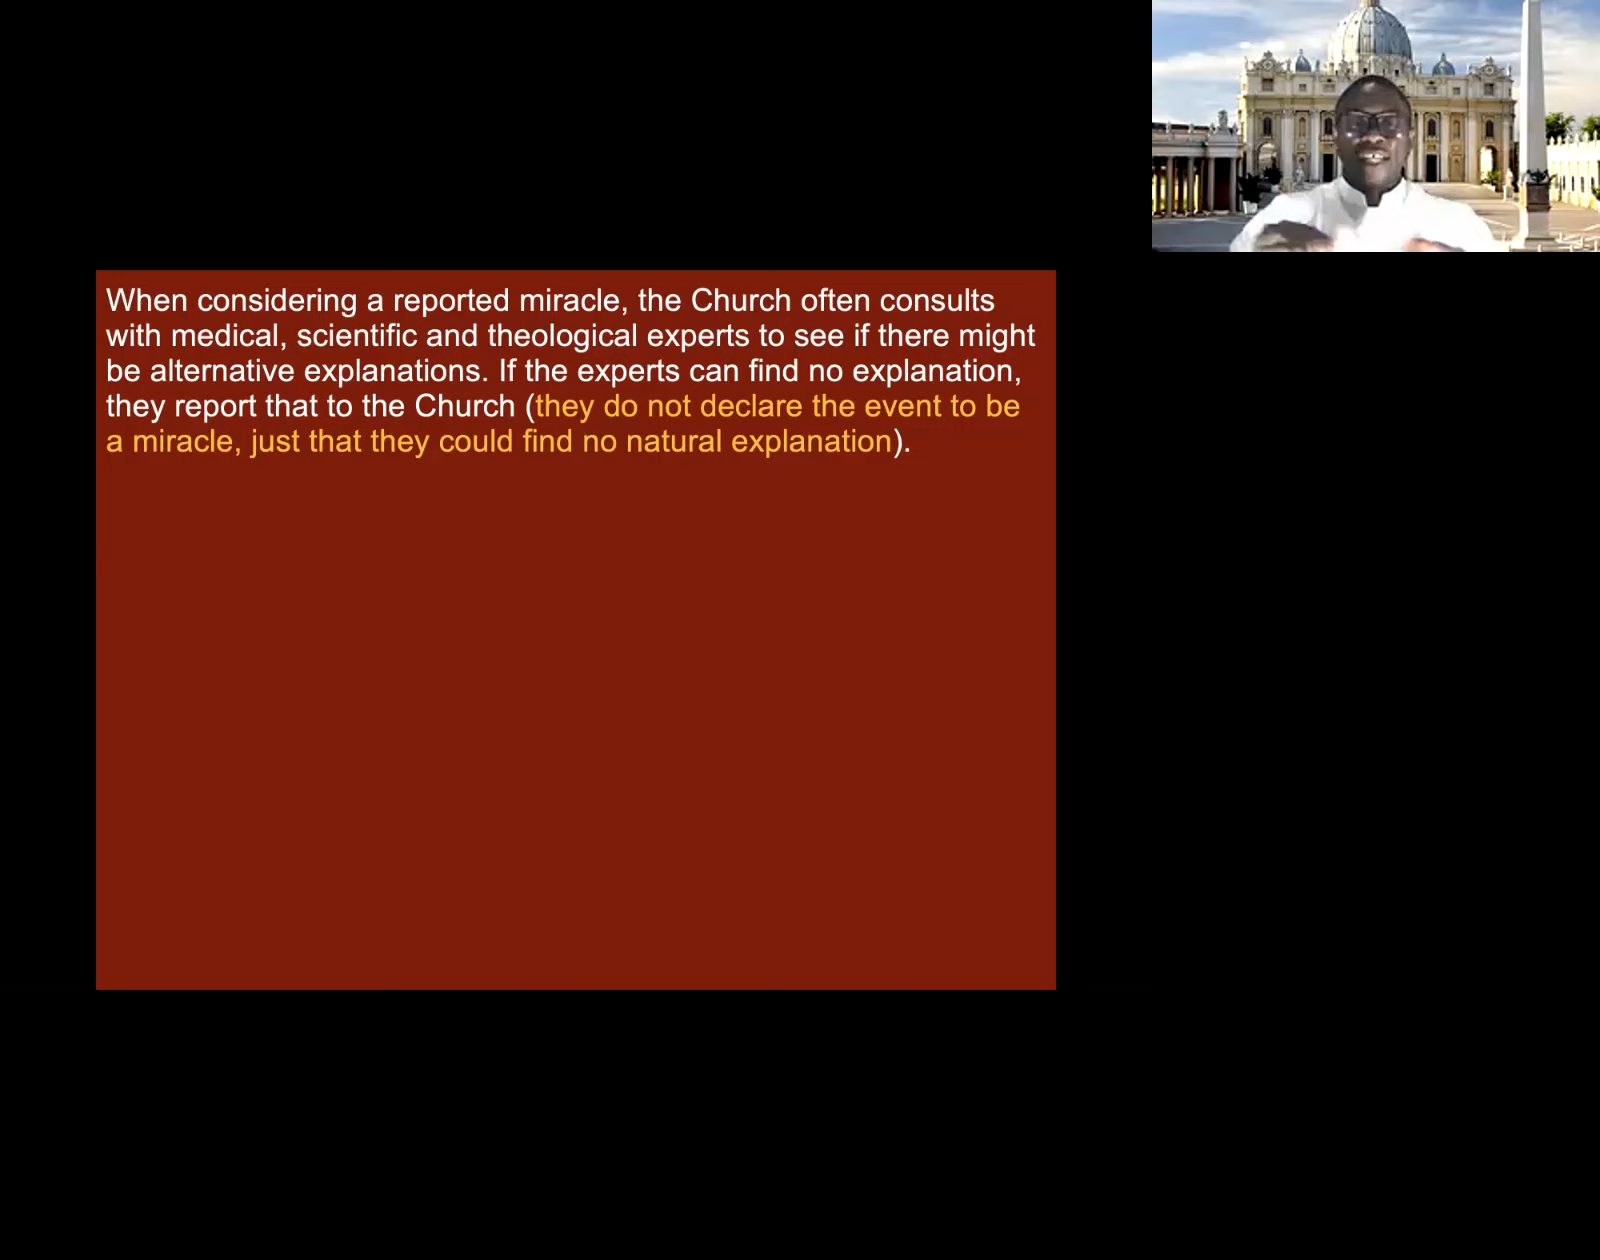 When considering a reported miracle, the Church often consults
with medical, scientific and theological experts to see if there might
be alternative explanations. If the experts can find no explanation,
they report that to the Church (they do not declare the event to be
a miracle, just that they could find no natural explanation).